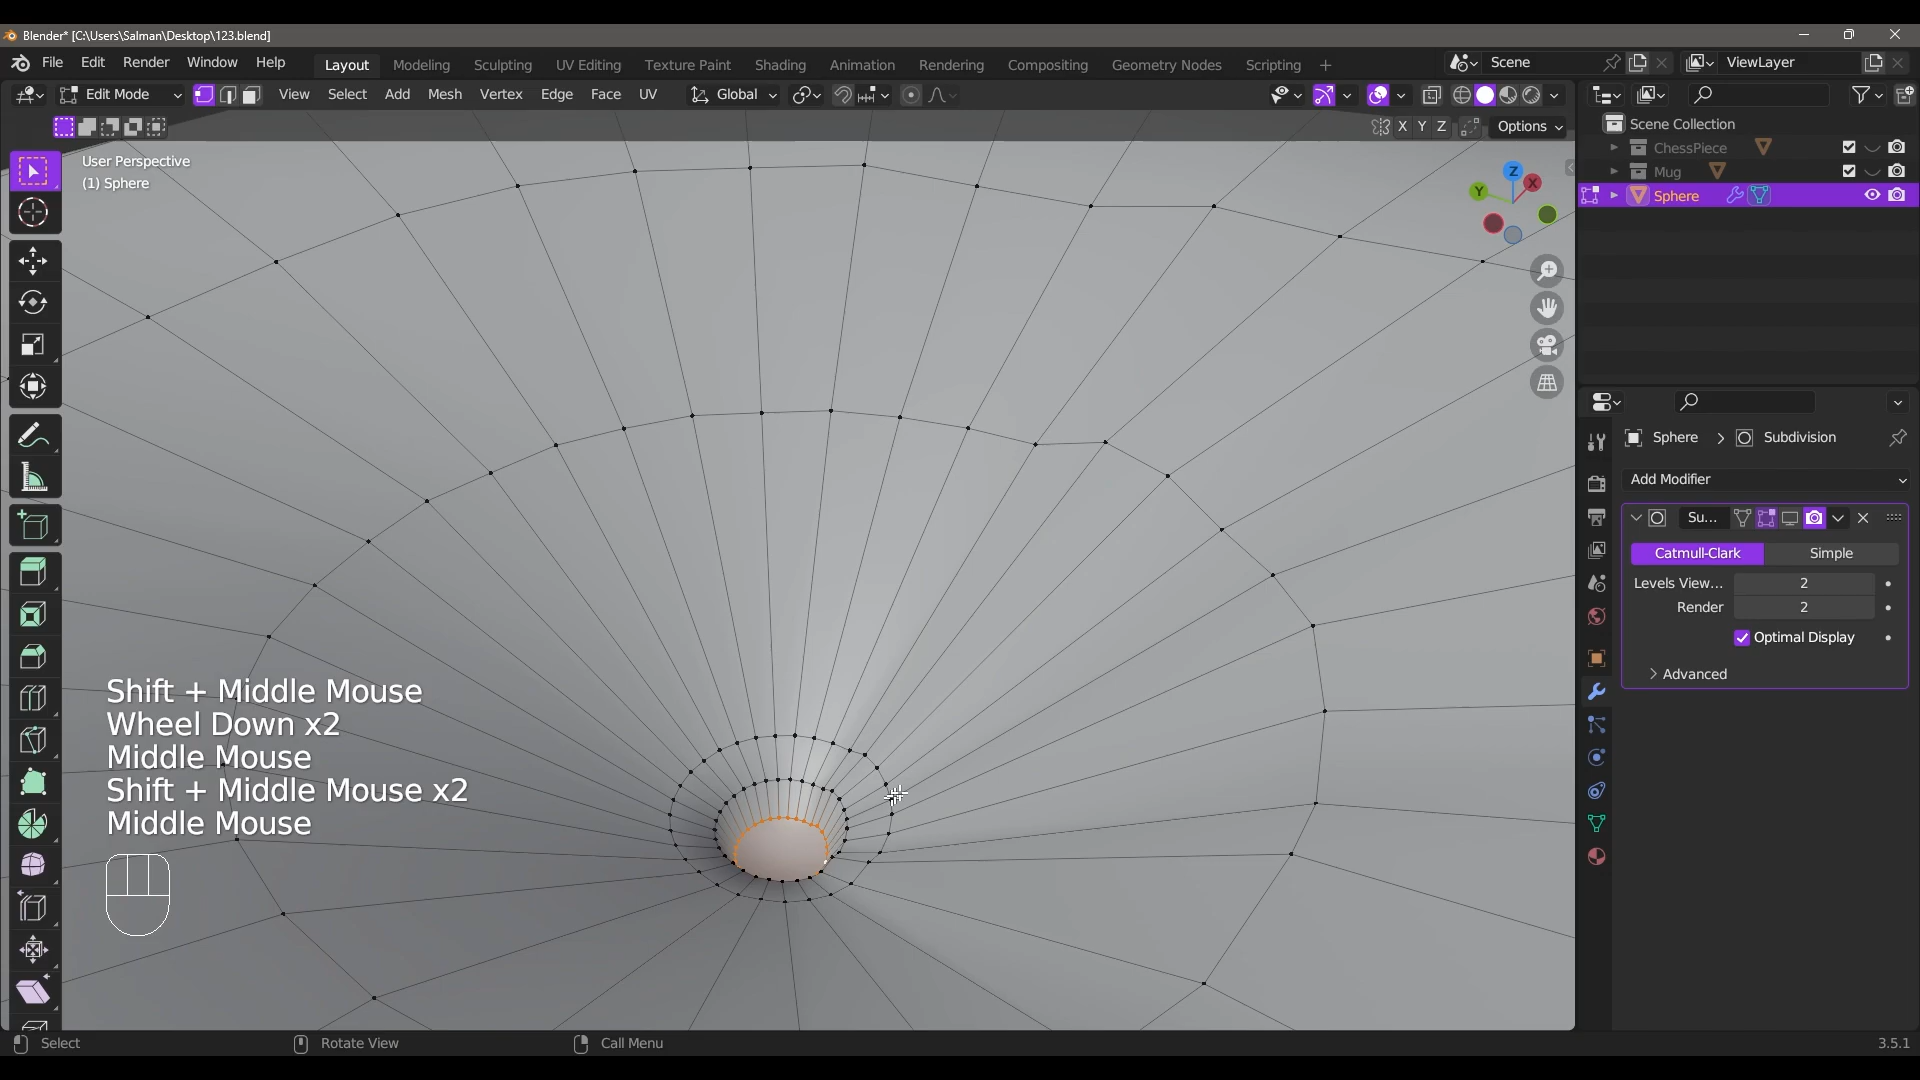 Blender* [C:\Users\Salman\Desktop\123.blend]
File Edit Render Window Help
Layout Modeling Sculpting UV Editing Texture Paint Shading Animation Rendering Compositing Geometry Nodes Scripting +
Scene
ViewLayer
Edit Mode
View Select Add Mesh Vertex Edge Face UV
Global
X Y Z
Options
User Perspective
(1) Sphere
Z
Y
X
Scene Collection
ChessPiece
Mug
Sphere
Sphere > Subdivision
Add Modifier
Su...
Catmull-Clark Simple
Levels View... 2
Render 2
Optimal Display
Advanced
Shift + Middle Mouse
Wheel Down x2
Middle Mouse
Shift + Middle Mouse x2
Middle Mouse
Select
Rotate View
Call Menu
3.5.1